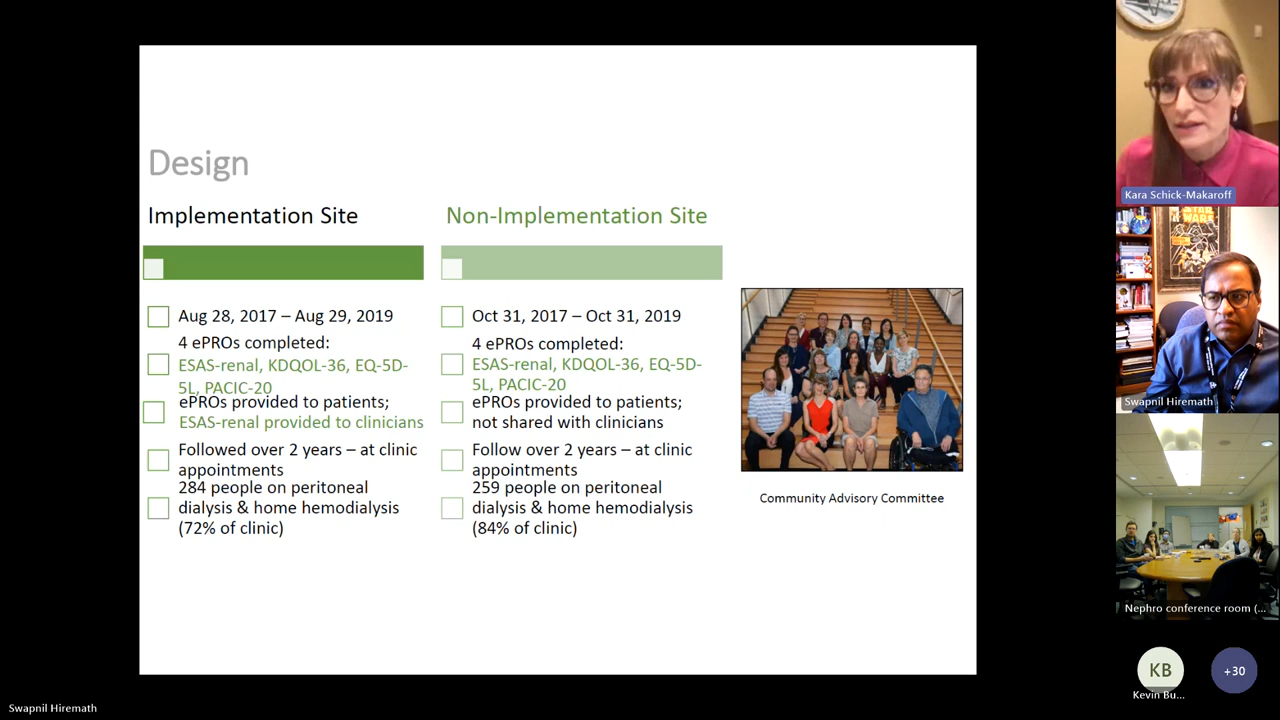 Design
Implementation Site
Aug 28, 2017 – Aug 29, 2019
4 ePROs completed:
ESAS-renal, KDQOL-36, EQ-5D-
5L, PACIC-20
ePROs provided to patients;
ESAS-renal provided to clinicians
Followed over 2 years – at clinic
appointments
284 people on peritoneal
dialysis & home hemodialysis
(72% of clinic)
Non-Implementation Site
Oct 31, 2017 – Oct 31, 2019
4 ePROs completed:
ESAS-renal, KDQOL-36, EQ-5D-
5L, PACIC-20
ePROs provided to patients;
not shared with clinicians
Follow over 2 years – at clinic
appointments
259 people on peritoneal
dialysis & home hemodialysis
(84% of clinic)
Community Advisory Committee
Kara Schick-Makaroff
STAR
WARS
Swapnil Hiremath
Nephro conference room (...
KB
Kevin Bu...
+30
Swapnil Hiremath